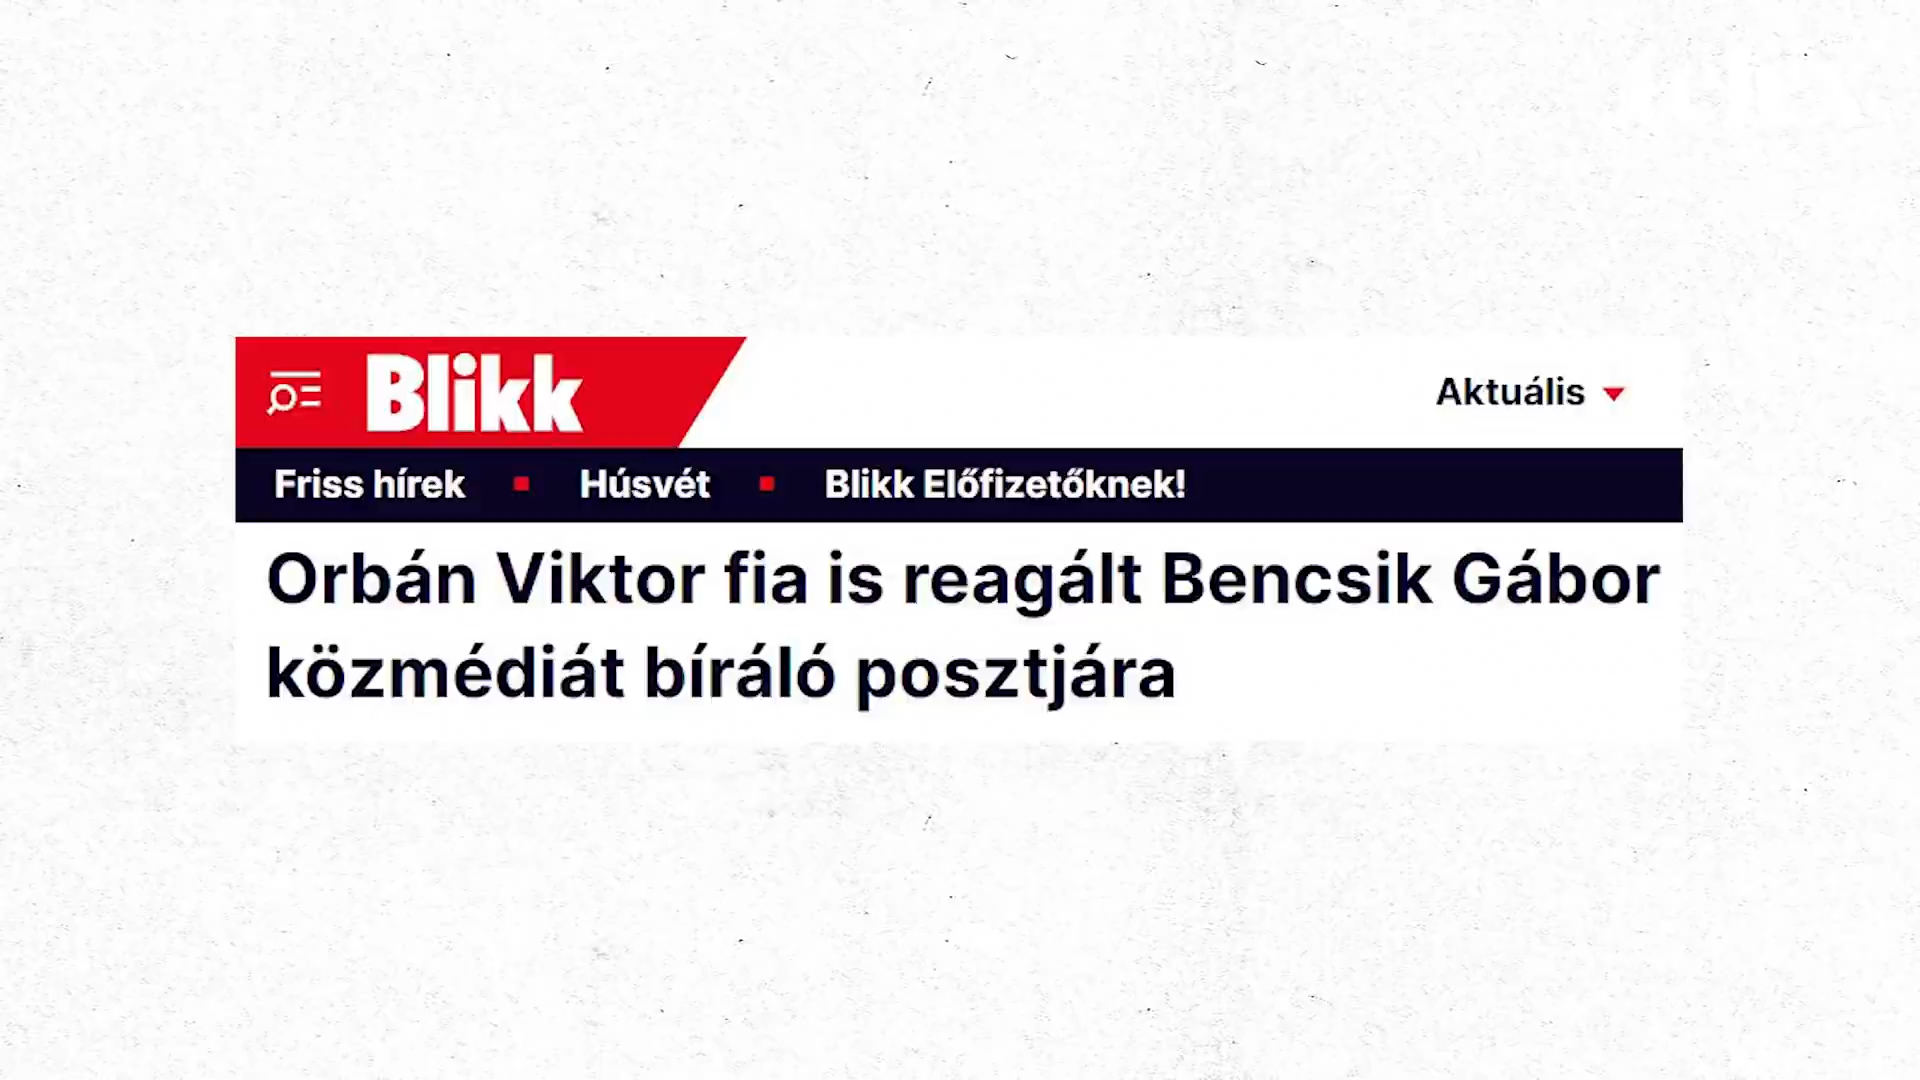 Blikk
Aktuális
Friss hírek Húsvét Blikk Előfizetőknek!
Orbán Viktor fia is reagált Bencsik Gábor
közmédiát bíráló posztjára